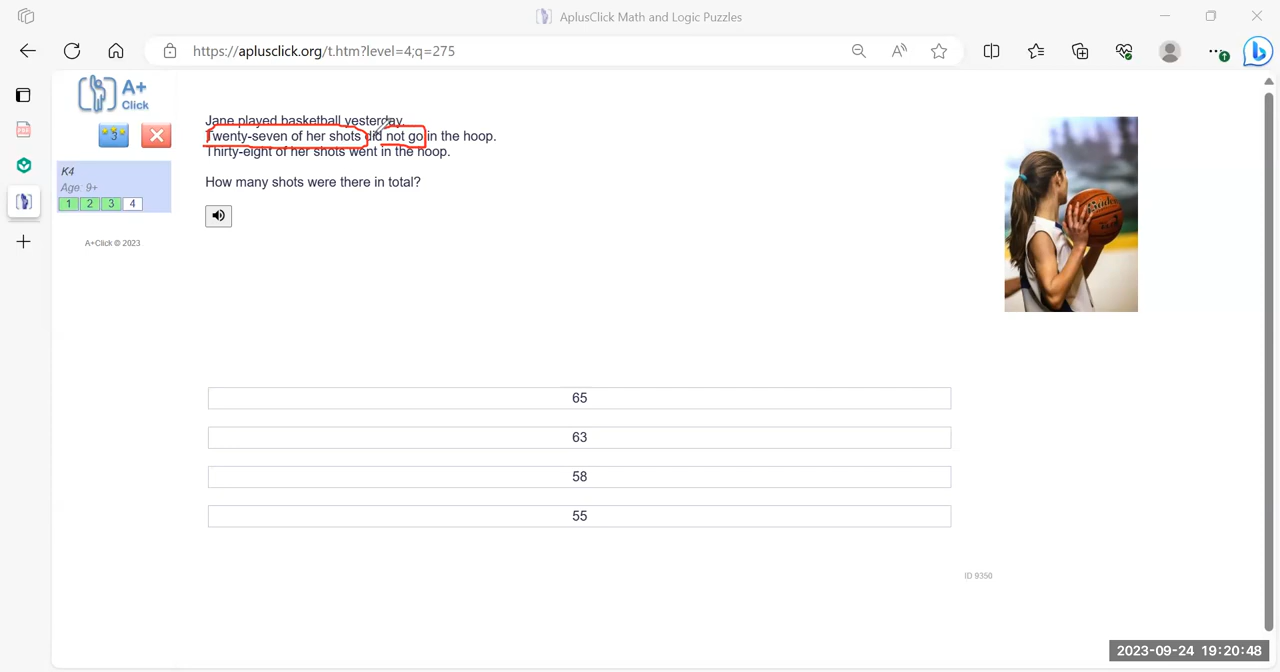 AplusClick Math and Logic Puzzles
https://aplusclick.org/t.htm?level=4;q=275
A+
Click
3
K4
Age: 9+
1 2 3 4
A+Click © 2023
Jane played basketball yesterday.
Twenty-seven of her shots did not go in the hoop.
Thirty-eight of her shots went in the hoop.
How many shots were there in total?
65
63
58
55
ID 9350
2023-09-24 19:20:48